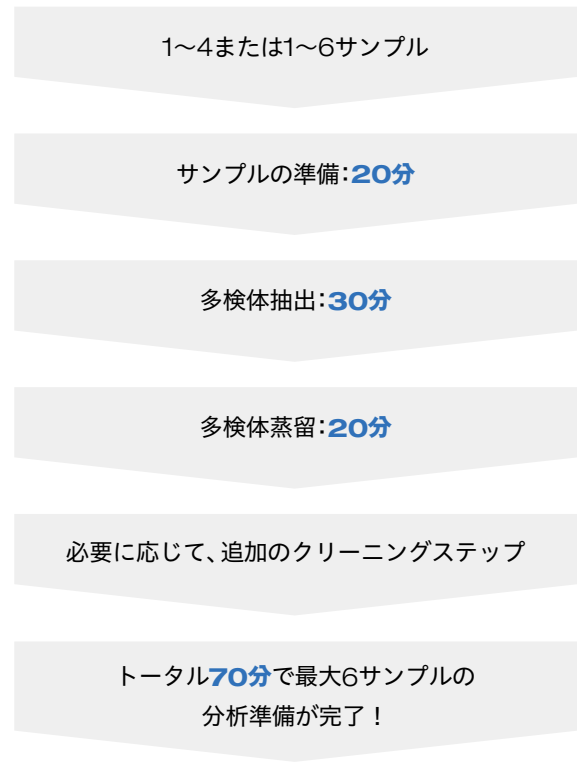 1〜4または1〜6サンプル
サンプルの準備：20分
多検体抽出：30分
多検体蒸留：20分
必要に応じて、追加のクリーニングステップ
トータル70分で最大6サンプルの
分析準備が完了！